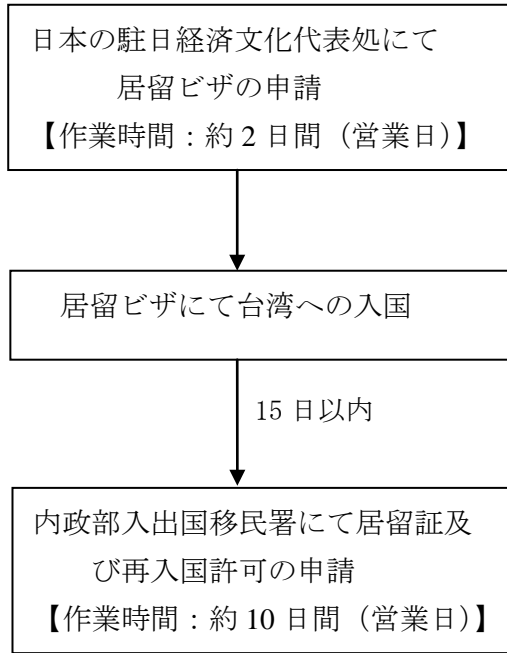 日本の駐日経済文化代表処にて
居留ビザの申請
【作業時間：約 2 日間（営業日）】
居留ビザにて台湾への入国
15 日以内
内政部入出国移民署にて居留証及
び再入国許可の申請
【作業時間：約 10 日間（営業日）】